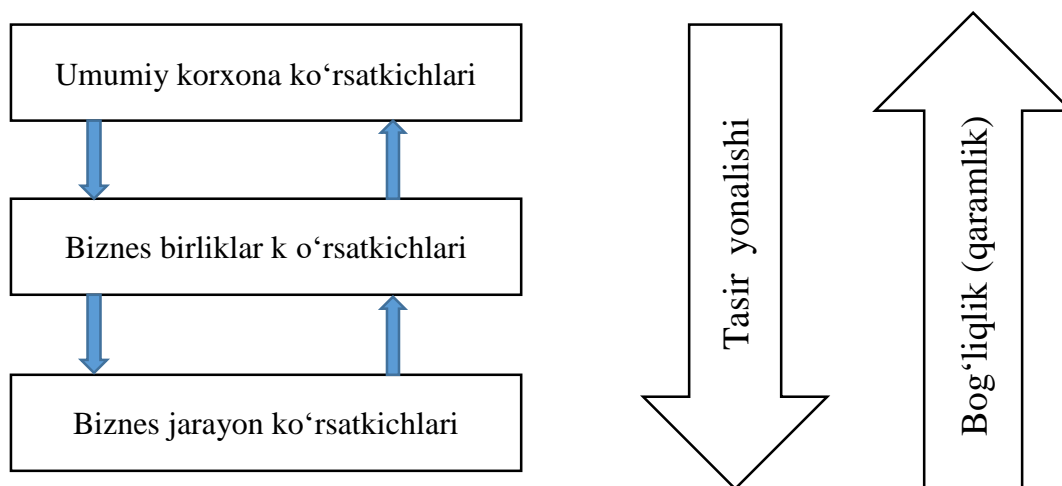 Umumiy korxona ko‘rsatkichlari
Biznes birliklar k o‘rsatkichlari
Biznes jarayon ko‘rsatkichlari
Tasir yonalishi
Bog‘liqlik (qaramlik)